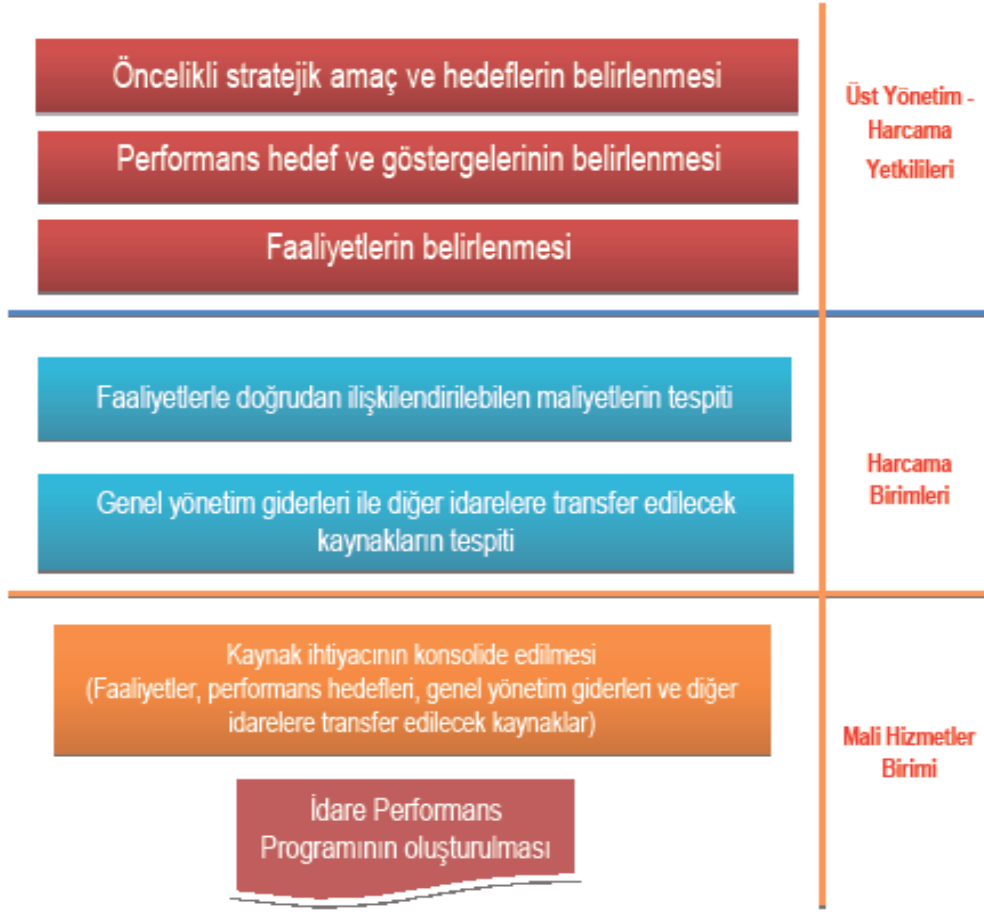 Öncelikli stratejik amaç ve hedeflerin belirlenmesi
Performans hedef ve göstergelerinin belirlenmesi
Faaliyetlerin belirlenmesi
Üst Yönetim -
Harcama
Yetkilileri
Faaliyetlerle doğrudan ilişkilendirilebilen maliyetlerin tespiti
Genel yönetim giderleri ile diğer idarelere transfer edilecek
kaynakların tespiti
Harcama
Birimleri
Kaynak ihtiyacının konsolide edilmesi
(Faaliyetler, performans hedefleri, genel yönetim giderleri ve diğer
idarelere transfer edilecek kaynaklar)
İdare Performans
Programının oluşturulması
Mali Hizmetler
Birimi